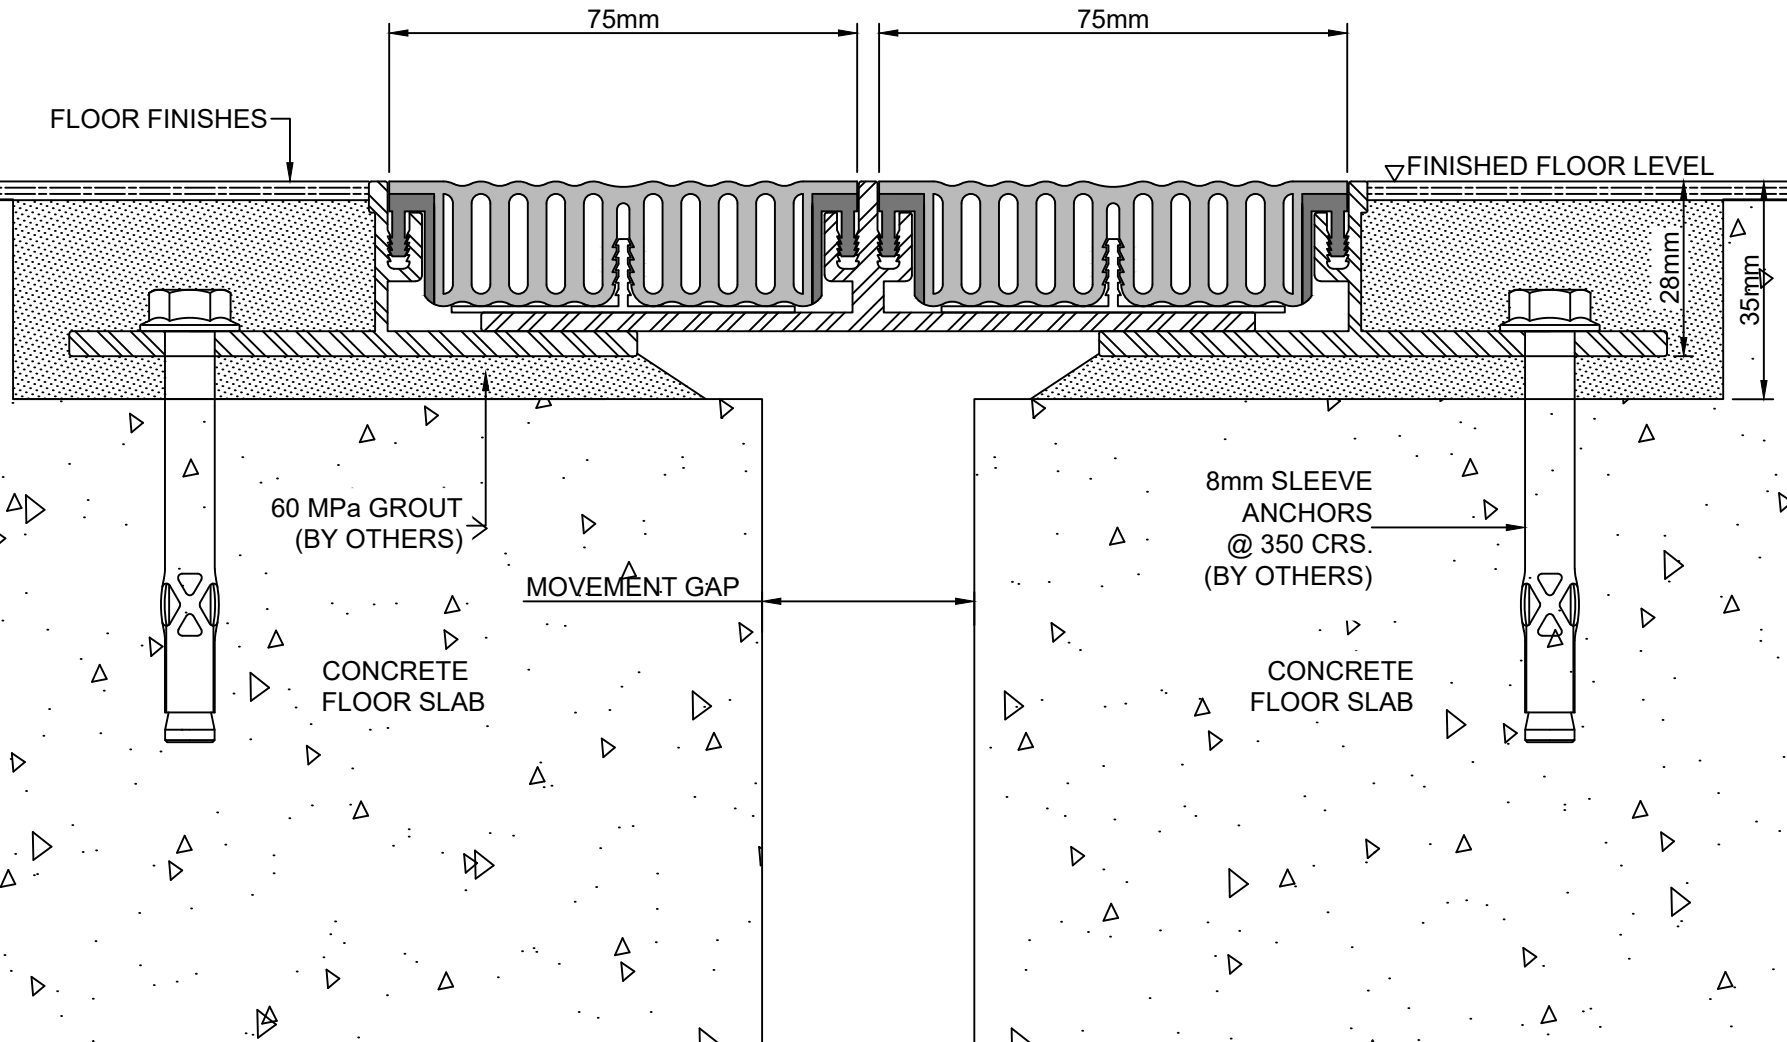 75mm
75mm
FLOOR FINISHES
FINISHED FLOOR LEVEL
28mm
35mm
60 MPa GROUT
(BY OTHERS)
8mm SLEEVE
ANCHORS
@ 350 CRS.
(BY OTHERS)
MOVEMENT GAP
CONCRETE
FLOOR SLAB
CONCRETE
FLOOR SLAB